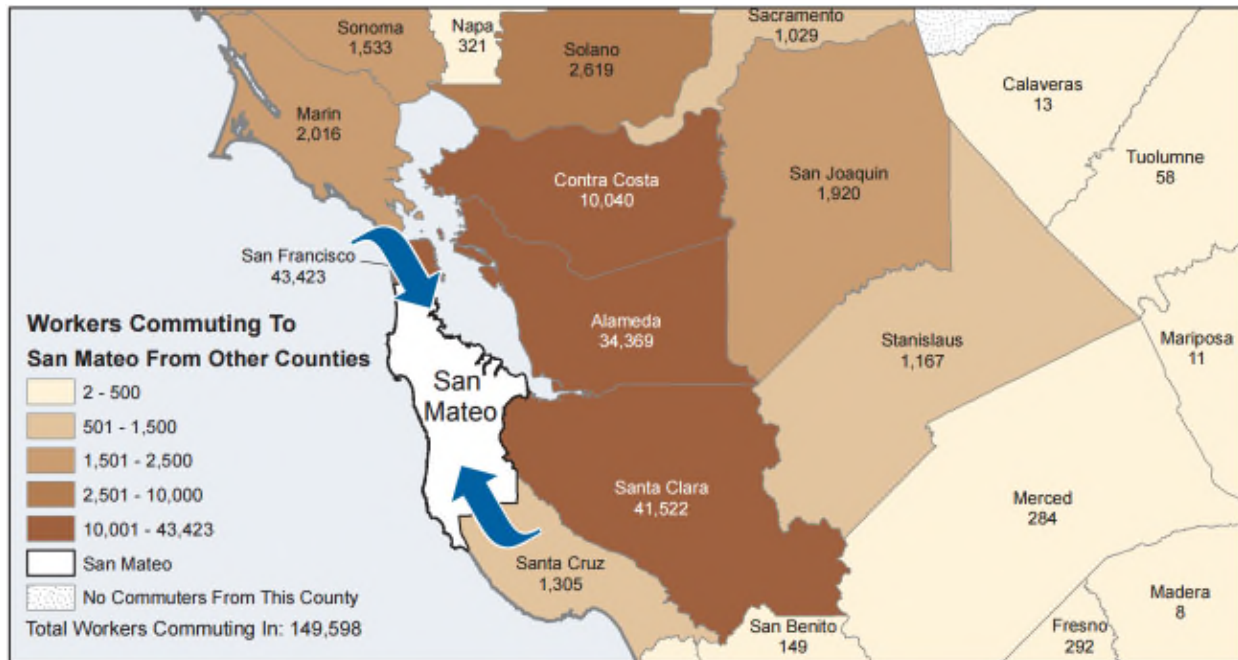 Sonoma
1,533
Napa
321
Solano
2,619
Sacramento
1,029
Calaveras
13
Marin
2,016
Tuolumne
58
Contra Costa
10,040
San Joaquin
1,920
San Francisco
43,423
Alameda
34,369
Stanislaus
1,167
Mariposa
11
San
Mateo
Santa Clara
41,522
Merced
284
Santa Cruz
1,305
Madera
8
San Benito
149
Fresno
292
Workers Commuting To
San Mateo From Other Counties
2 - 500
501 - 1,500
1,501 - 2,500
2,501 - 10,000
10,001 - 43,423
San Mateo
No Commuters From This County
Total Workers Commuting In: 149,598